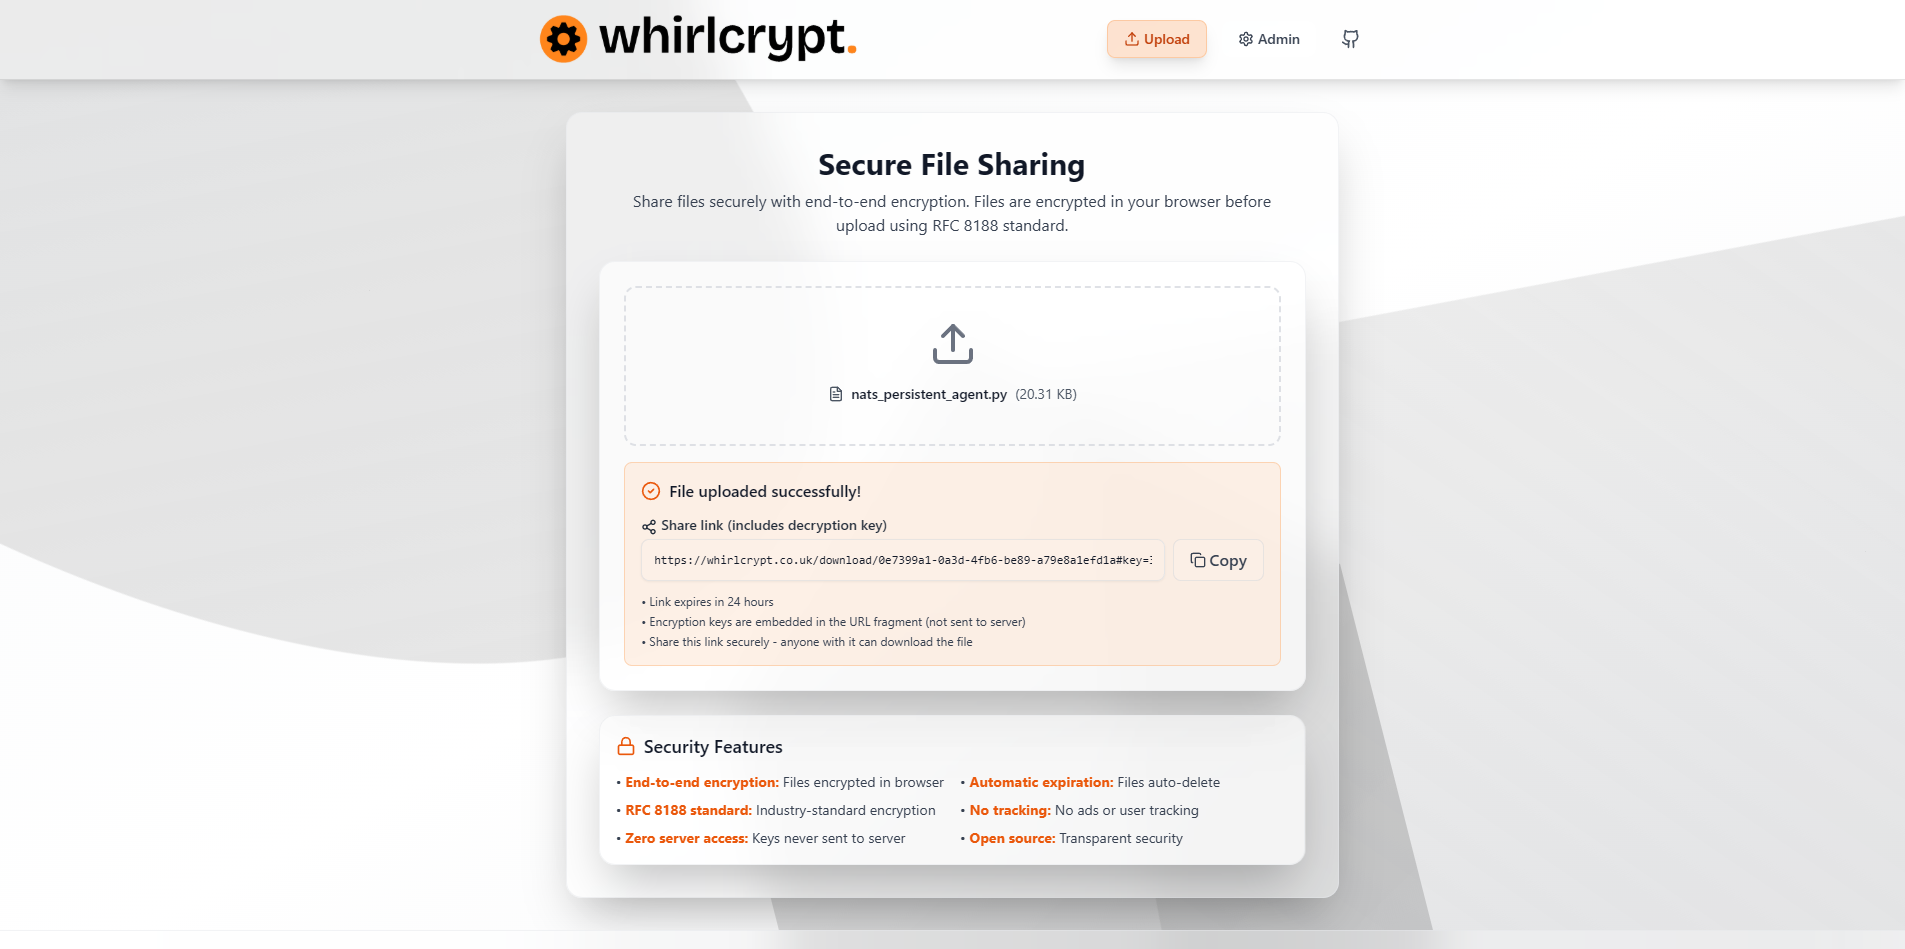 whirlcrypt.
Upload
Admin
Secure File Sharing
Share files securely with end-to-end encryption. Files are encrypted in your browser before
upload using RFC 8188 standard.
nats_persistent_agent.py (20.31 KB)
File uploaded successfully!
Share link (includes decryption key)
https://whirlcrypt.co.uk/download/0e7399a1-0a3d-4fb6-be89-a79e8a1efd1a#key=
Copy
• Link expires in 24 hours
• Encryption keys are embedded in the URL fragment (not sent to server)
• Share this link securely - anyone with it can download the file
Security Features
• End-to-end encryption: Files encrypted in browser
• RFC 8188 standard: Industry-standard encryption
• Zero server access: Keys never sent to server
• Automatic expiration: Files auto-delete
• No tracking: No ads or user tracking
• Open source: Transparent security